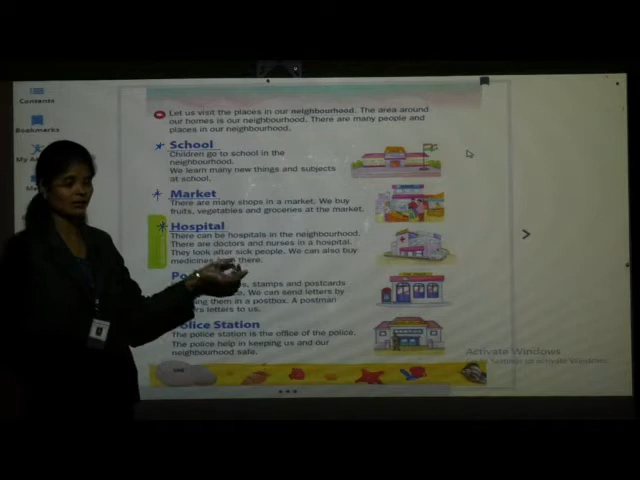 Contents
Bookmarks
Let us visit the places in our neighbourhood. The area around
our homes is our neighbourhood. There are many people and
places in our neighbourhood.
School
Children go to school in the
neighbourhood.
We learn many new things and subjects
at school.
Market
There are many shops in a market. We buy
fruits, vegetables and groceries at the market.
Hospital
There can be hospitals in the neighbourhood.
There are doctors and nurses in a hospital.
They look after sick people. We can also buy
medicines from there.
stamps and postcards
We can send letters by
them in a postbox. A postman
letters to us.
Police Station
The police station is the office of the police.
The police help in keeping us and our
neighbourhood safe.
Activate Windows